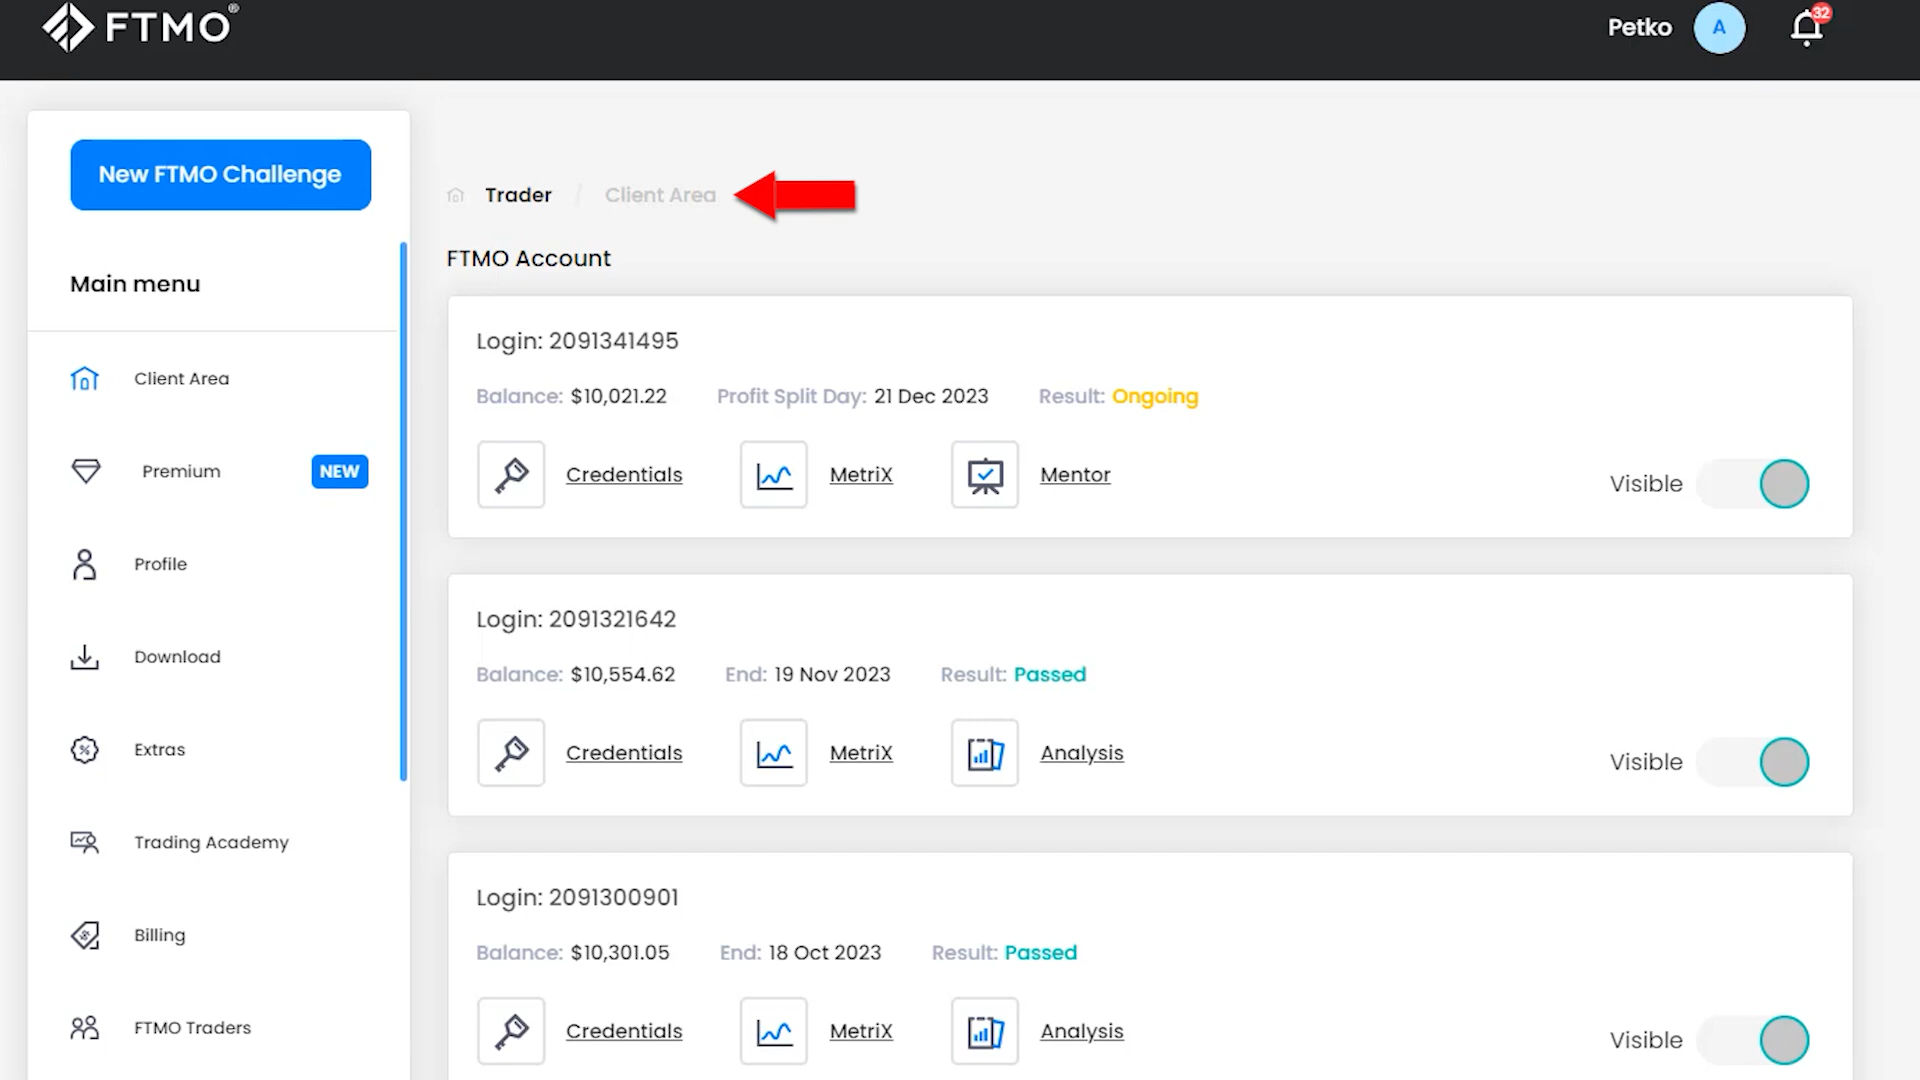 FTMO®
Petko A 32
New FTMO Challenge
Main menu
Client Area
Premium NEW
Profile
Download
Extras
Trading Academy
Billing
FTMO Traders
Trader / Client Area
FTMO Account
Login: 2091341495
Balance: $10,021.22 Profit Split Day: 21 Dec 2023 Result: Ongoing
Credentials MetriX Mentor Visible
Login: 2091321642
Balance: $10,554.62 End: 19 Nov 2023 Result: Passed
Credentials MetriX Analysis Visible
Login: 2091300901
Balance: $10,301.05 End: 18 Oct 2023 Result: Passed
Credentials MetriX Analysis Visible